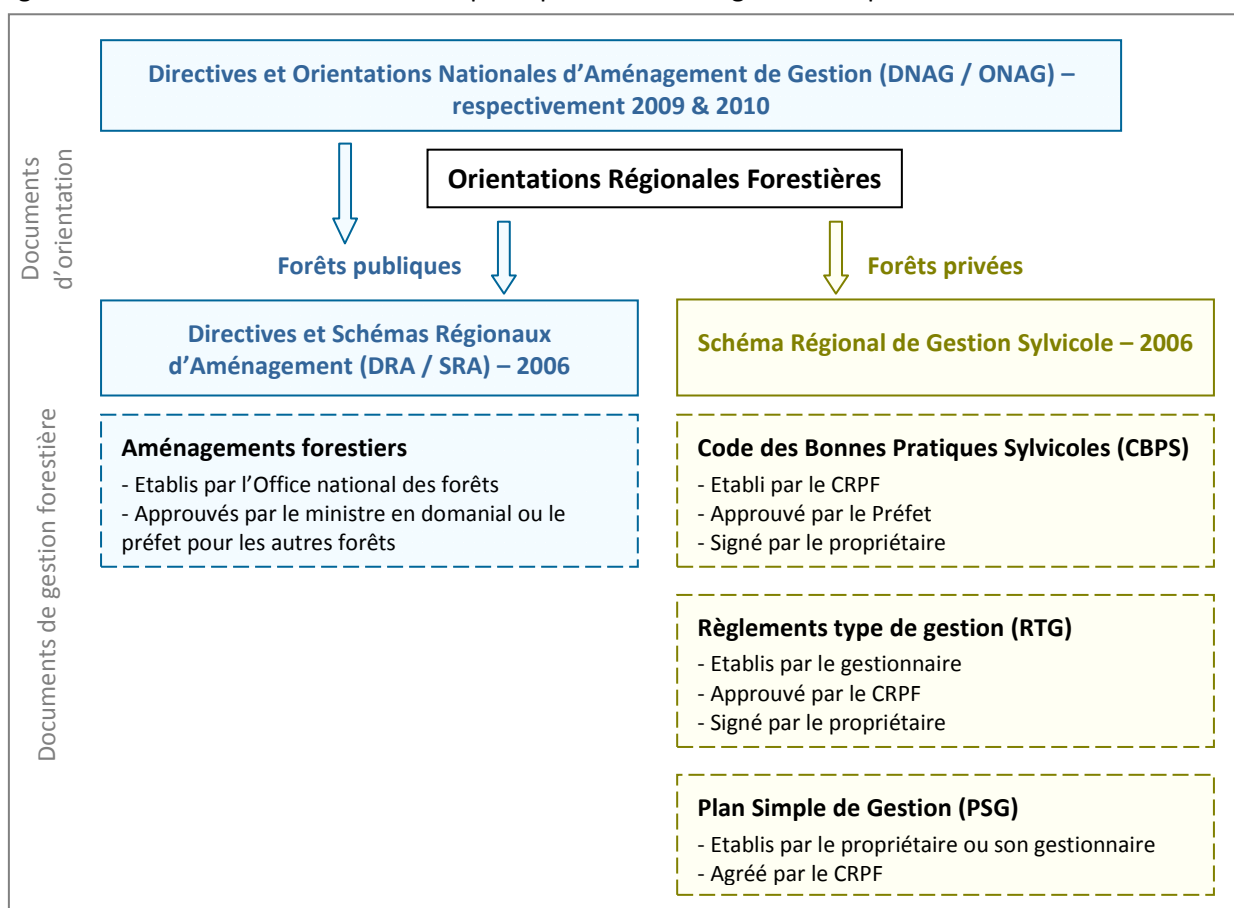 Directives et Orientations Nationales d’Aménagement de Gestion (DNAG / ONAG) –
respectivement 2009 & 2010
Documents
d’orientation
Orientations Régionales Forestières
Forêts publiques
Forêts privées
Directives et Schémas Régionaux
d’Aménagement (DRA / SRA) – 2006
Schéma Régional de Gestion Sylvicole – 2006
Documents de gestion forestière
Aménagements forestiers
- Etablis par l’Office national des forêts
- Approuvés par le ministre en domanial ou le
préfet pour les autres forêts
Code des Bonnes Pratiques Sylvicoles (CBPS)
- Etabli par le CRPF
- Approuvé par le Préfet
- Signé par le propriétaire
Règlements type de gestion (RTG)
- Etablis par le gestionnaire
- Approuvé par le CRPF
- Signé par le propriétaire
Plan Simple de Gestion (PSG)
- Etablis par le propriétaire ou son gestionnaire
- Agréé par le CRPF